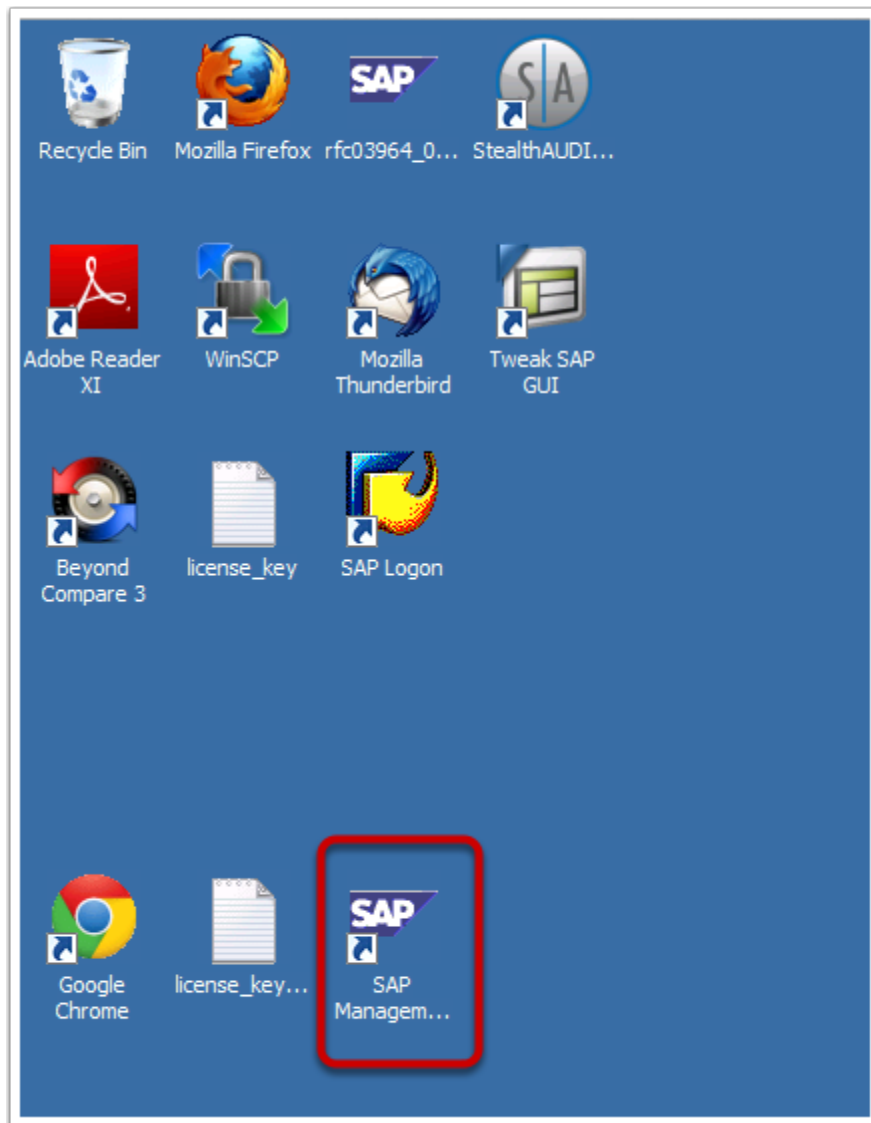 SAP
S A
Recycle Bin
Mozilla Firefox
rfc03964_0...
StealthAUDI...
Adobe Reader
XI
WinSCP
Mozilla
Thunderbird
Tweak SAP
GUI
Beyond
Compare 3
license_key
SAP Logon
SAP
Google
Chrome
license_key...
SAP
Managem...